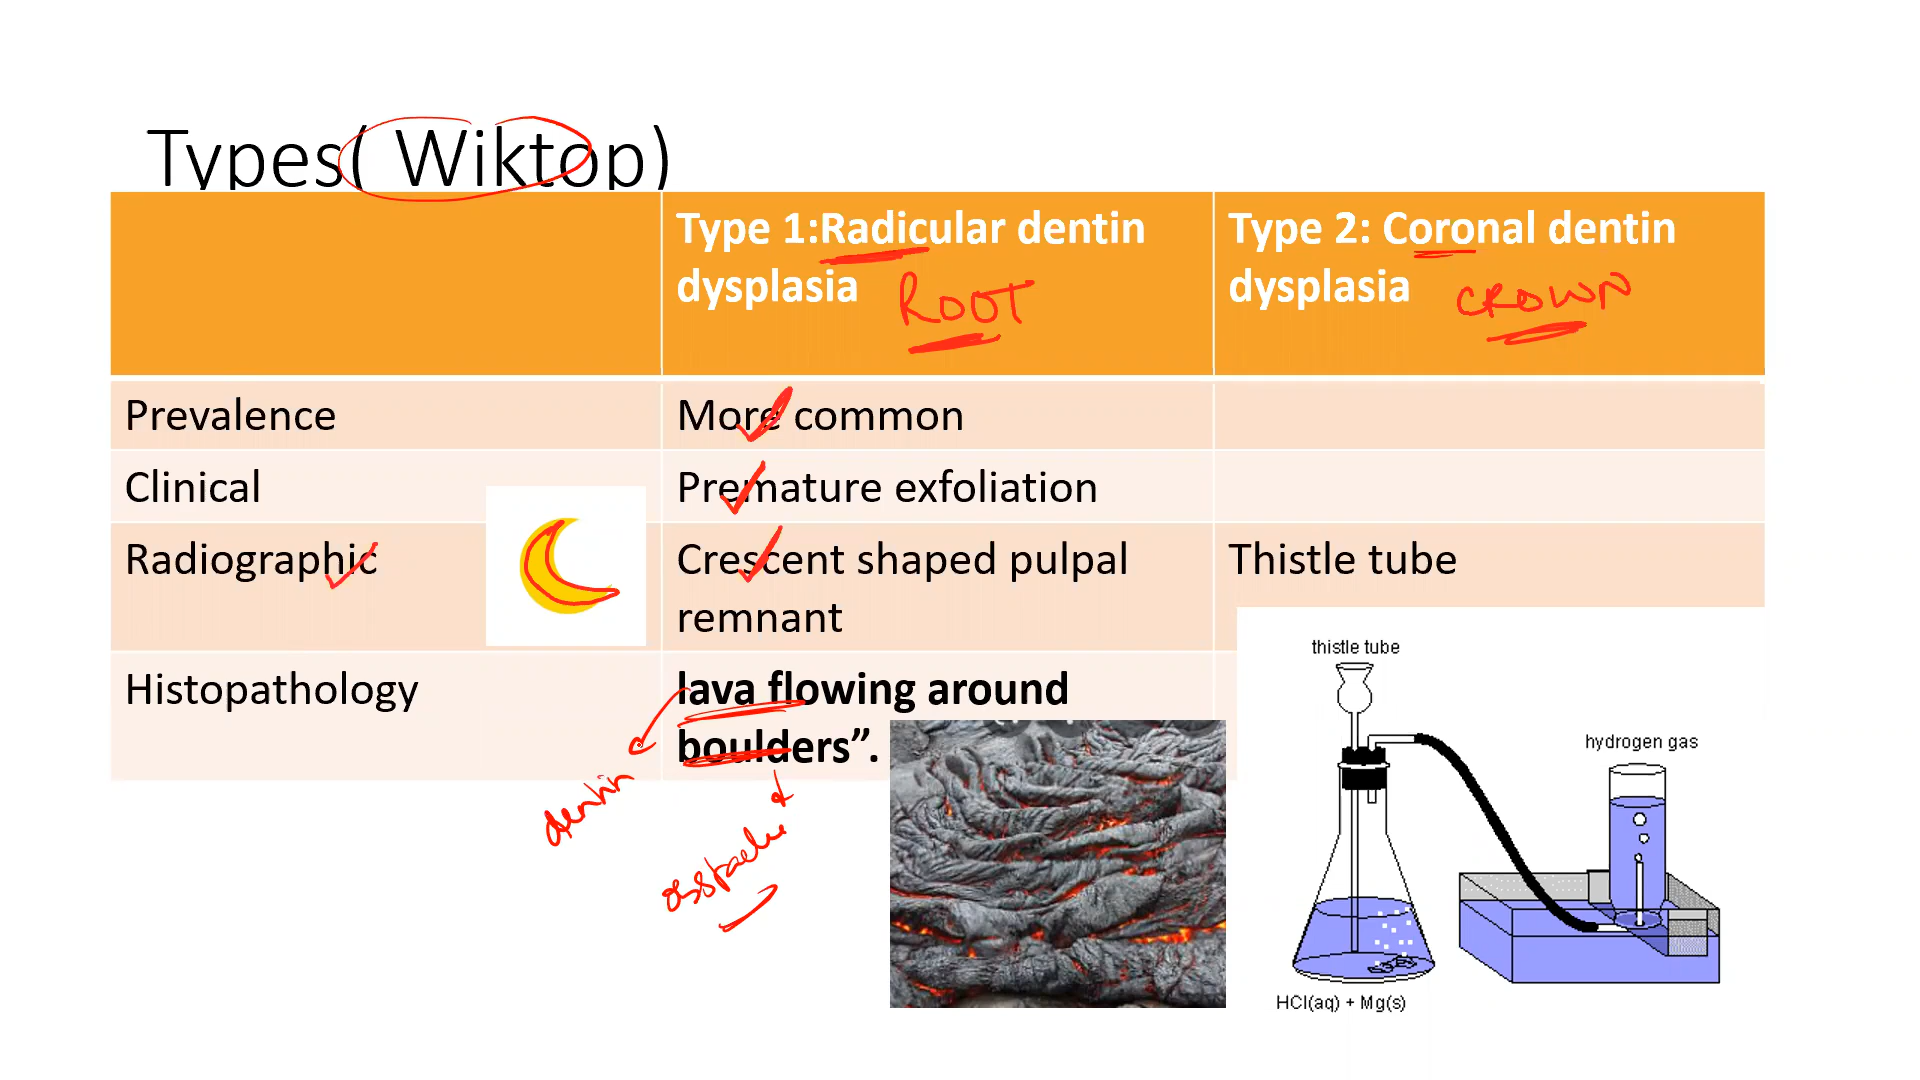 Types( Wiktop)
Type 1:Radicular dentin
dysplasia
ROOT
Type 2: Coronal dentin
dysplasia
CROWN
Prevalence
More common
Clinical
Premature exfoliation
Radiographic
Crescent shaped pulpal
remnant
Thistle tube
Histopathology
lava flowing around
boulders”.
dentin
thistle tube
hydrogen gas
HCl(aq) + Mg(s)